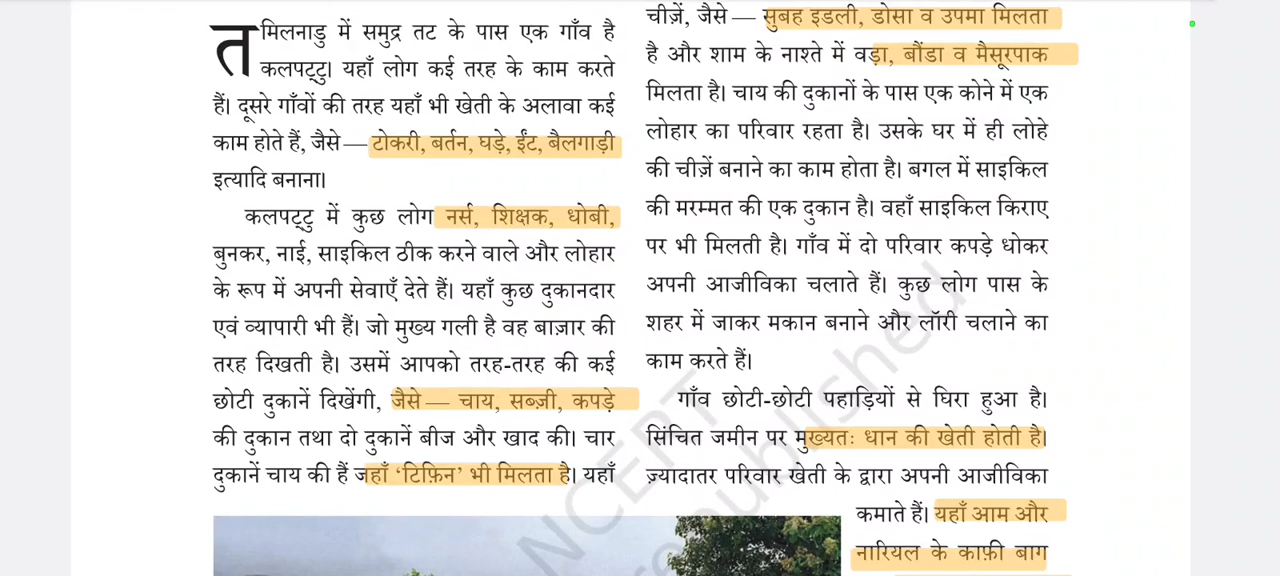 तमिलनाडु में समुद्र तट के पास एक गाँव है
कलपट्टु। यहाँ लोग कई तरह के काम करते
हैं। दूसरे गाँवों की तरह यहाँ भी खेती के अलावा कई
काम होते हैं, जैसे — टोकरी, बर्तन, घड़े, ईंट, बैलगाड़ी
इत्यादि बनाना।
कलपट्टु में कुछ लोग नर्स, शिक्षक, धोबी,
बुनकर, नाई, साइकिल ठीक करने वाले और लोहार
के रूप में अपनी सेवाएँ देते हैं। यहाँ कुछ दुकानदार
एवं व्यापारी भी हैं। जो मुख्य गली है वह बाज़ार की
तरह दिखती है। उसमें आपको तरह-तरह की कई
छोटी दुकानें दिखेंगी, जैसे — चाय, सब्ज़ी, कपड़े
की दुकान तथा दो दुकानें बीज और खाद की। चार
दुकानें चाय की हैं जहाँ ‘टिफ़िन’ भी मिलता है। यहाँ
चीज़ें, जैसे — सुबह इडली, डोसा व उपमा मिलता
है और शाम के नाश्ते में वड़ा, बौंडा व मैसूरपाक
मिलता है। चाय की दुकानों के पास एक कोने में एक
लोहार का परिवार रहता है। उसके घर में ही लोहे
की चीज़ें बनाने का काम होता है। बगल में साइकिल
की मरम्मत की एक दुकान है। वहाँ साइकिल किराए
पर भी मिलती है। गाँव में दो परिवार कपड़े धोकर
अपनी आजीविका चलाते हैं। कुछ लोग पास के
शहर में जाकर मकान बनाने और लॉरी चलाने का
काम करते हैं।
गाँव छोटी-छोटी पहाड़ियों से घिरा हुआ है।
सिंचित जमीन पर मुख्यतः धान की खेती होती है।
ज़्यादातर परिवार खेती के द्वारा अपनी आजीविका
कमाते हैं। यहाँ आम और
नारियल के काफ़ी बाग
NCERT
republished